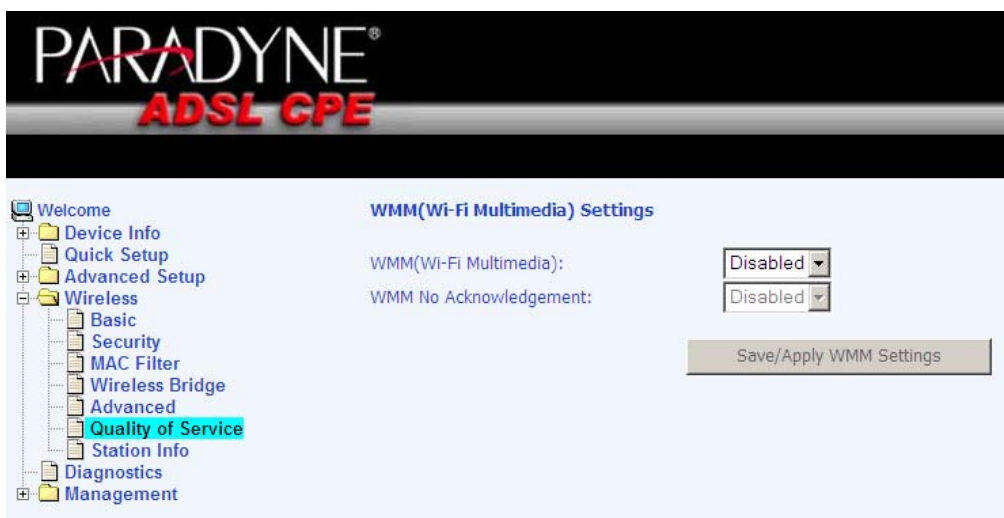 PARADYNE®
ADSL CPE
Welcome
Device Info
Quick Setup
Advanced Setup
Wireless
Basic
Security
MAC Filter
Wireless Bridge
Advanced
Quality of Service
Station Info
Diagnostics
Management
WMM(Wi-Fi Multimedia) Settings
WMM(Wi-Fi Multimedia): Disabled
WMM No Acknowledgement: Disabled
Save/Apply WMM Settings